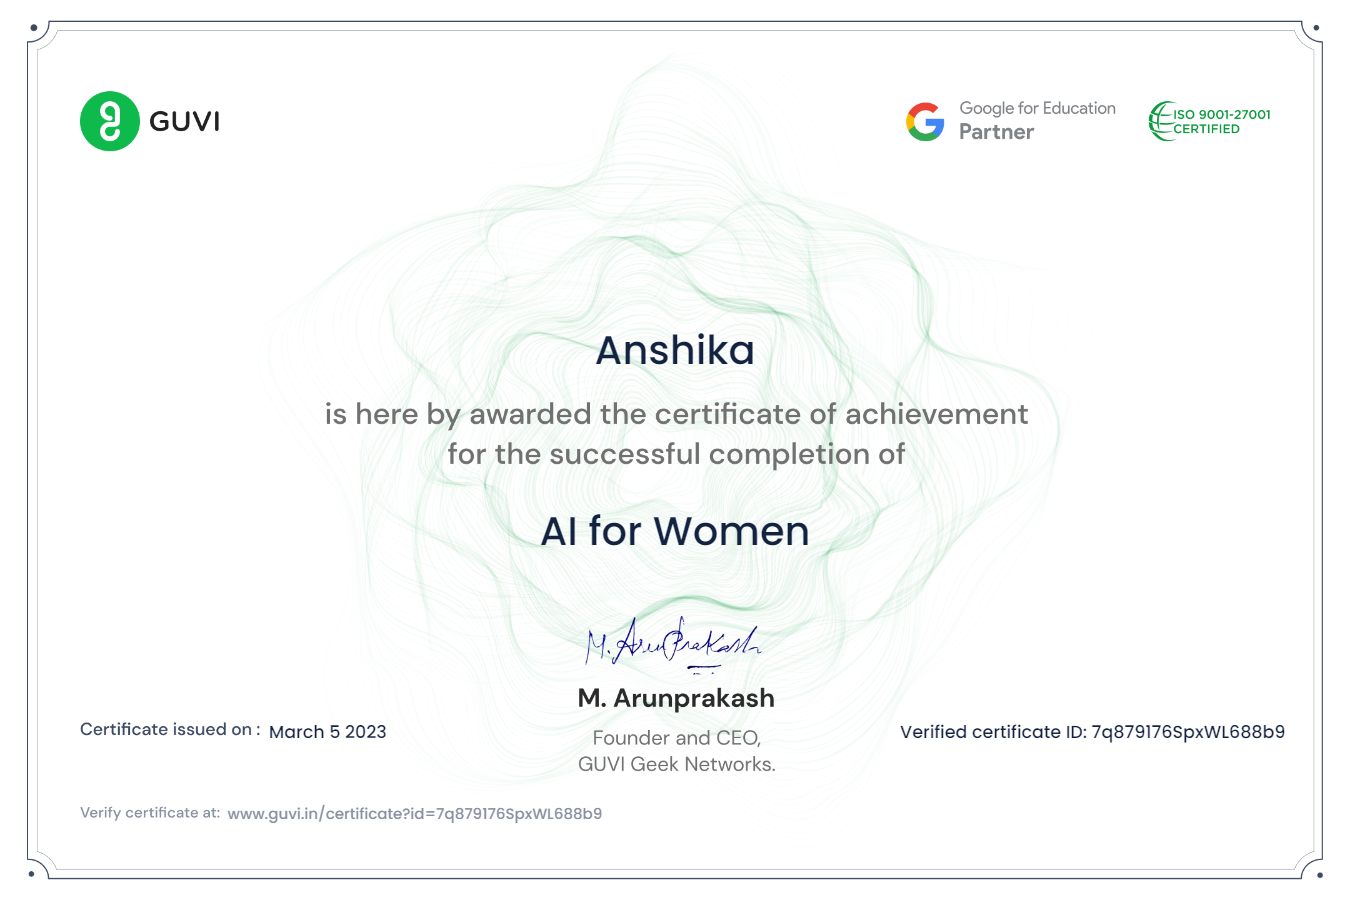 GUVI
Google for Education
Partner
ISO 9001-27001
CERTIFIED
Anshika
is here by awarded the certificate of achievement
for the successful completion of
AI for Women
M. Arunprakash
M. Arunprakash
Founder and CEO,
GUVI Geek Networks.
Certificate issued on : March 5 2023
Verified certificate ID: 7q879176SpxWL688b9
Verify certificate at: www.guvi.in/certificate?id=7q879176SpxWL688b9